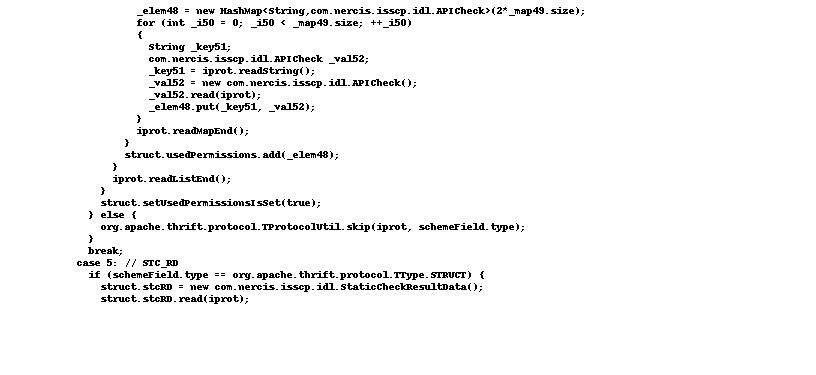 _elem48 = new HashMap<String,com.nercis.isscp.idl.APICheck>(2*_map49.size);
for (int _i50 = 0; _i50 < _map49.size; ++_i50)
{
String _key51;
com.nercis.isscp.idl.APICheck _val52;
_key51 = iprot.readString();
_val52 = new com.nercis.isscp.idl.APICheck();
_val52.read(iprot);
_elem48.put(_key51, _val52);
}
iprot.readMapEnd();
}
struct.usedPermissions.add(_elem48);
}
iprot.readListEnd();
}
struct.setUsedPermissionsIsSet(true);
} else {
org.apache.thrift.protocol.TProtocolUtil.skip(iprot, schemeField.type);
}
break;
case 5: // STC_RD
if (schemeField.type == org.apache.thrift.protocol.TType.STRUCT) {
struct.stcRD = new com.nercis.isscp.idl.StaticCheckResultData();
struct.stcRD.read(iprot);